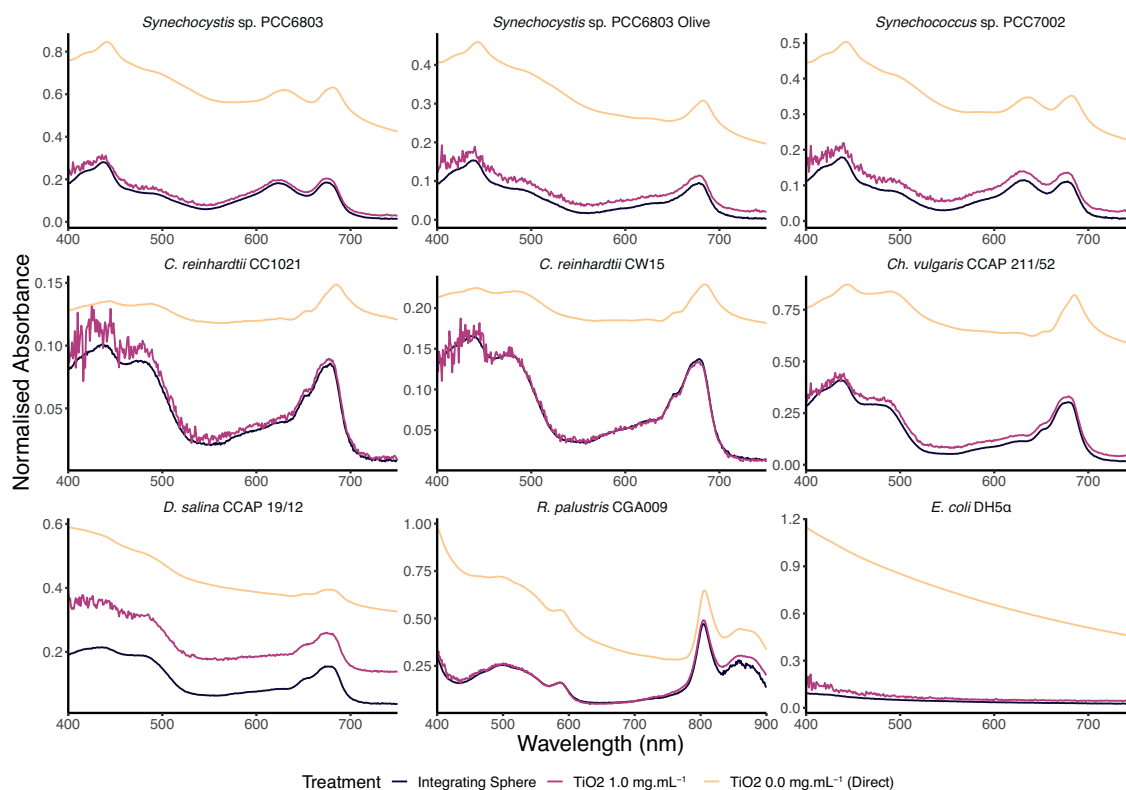 Synechocystis sp. PCC6803
Synechocystis sp. PCC6803 Olive
Synechococcus sp. PCC7002
0.8
0.6
0.4
0.2
0.0
400 500 600 700
0.4
0.3
0.2
0.1
0.0
400 500 600 700
0.5
0.4
0.3
0.2
0.1
0.0
400 500 600 700
Normalised Absorbance
C. reinhardtii CC1021
C. reinhardtii CW15
Ch. vulgaris CCAP 211/52
0.15
0.10
0.05
400 500 600 700
0.20
0.15
0.10
0.05
400 500 600 700
0.75
0.50
0.25
0.00
400 500 600 700
D. salina CCAP 19/12
R. palustris CGA009
E. coli DH5α
0.6
0.4
0.2
400 500 600 700
1.00
0.75
0.50
0.25
400 500 600 700 800 900
1.2
0.9
0.6
0.3
0.0
400 500 600 700
Wavelength (nm)
Treatment Integrating Sphere TiO2 1.0 mg.mL⁻¹ TiO2 0.0 mg.mL⁻¹ (Direct)